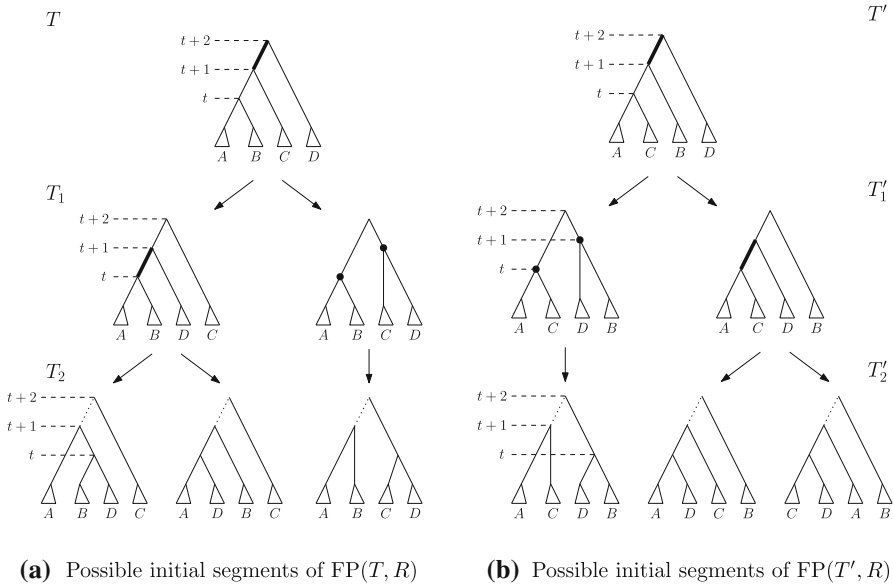 T T′
t + 2 t + 2
t + 1 t + 1
t t
A B C D A C B D
T₁ T′₁
t + 2 t + 2
t + 1 t + 1
t t
A B D C A B C D A C D B A C D B
T₂ T′₂
t + 2 t + 2
t + 1 t + 1
t t
A B D C A D B C A B C D A C D B A D C B C D A B
(a) Possible initial segments of FP(T, R) (b) Possible initial segments of FP(T′, R)